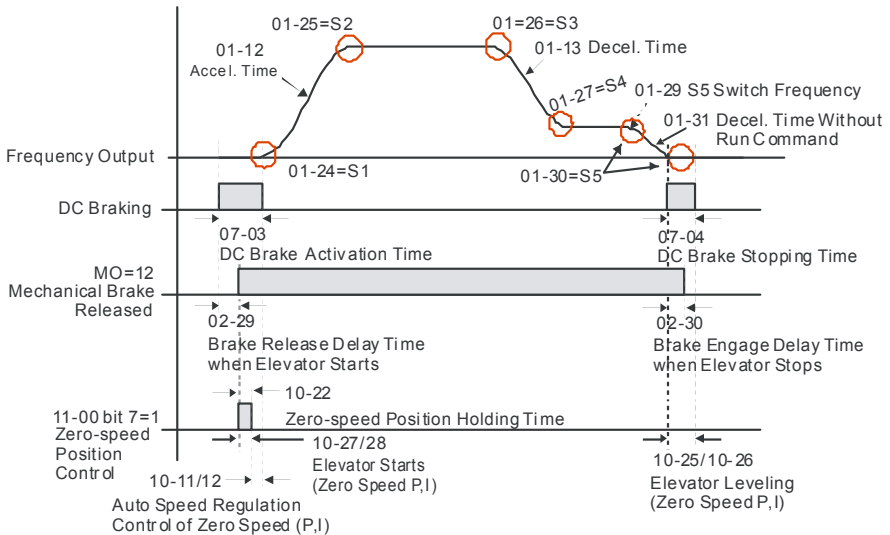 01-25=S2
01=26=S3
01-12
Accel. Time
01-13 Decel. Time
01-27=S4
01-29 S5 Switch Frequency
01-31 Decel. Time Without
Run Command
Frequency Output
01-24=S1
01-30=S5
DC Braking
07-03
DC Brake Activation Time
07-04
DC Brake Stopping Time
MO=12
Mechanical Brake
Released
02-29
Brake Release Delay Time
when Elevator Starts
02-30
Brake Engage Delay Time
when Elevator Stops
10-22
Zero-speed Position Holding Time
11-00 bit 7=1
Zero-speed
Position
Control
10-27/28
Elevator Starts
(Zero Speed P,I)
10-25/10-26
Elevator Leveling
(Zero Speed P,I)
10-11/12
Auto Speed Regulation
Control of Zero Speed (P,I)